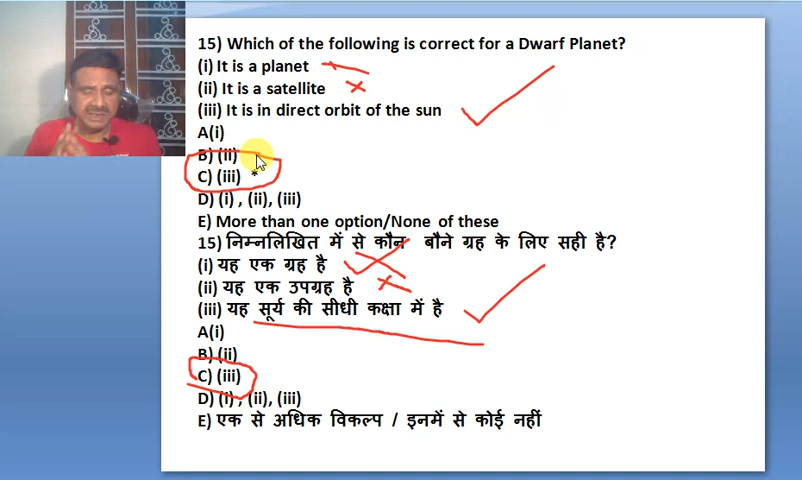 15) Which of the following is correct for a Dwarf Planet?
(i) It is a planet
(ii) It is a satellite
(iii) It is in direct orbit of the sun
A(i)
B) (ii)
C) (iii) *
D) (i) , (ii), (iii)
E) More than one option/None of these
15) निम्नलिखित में से कौन बौने ग्रह के लिए सही है?
(i) यह एक ग्रह है
(ii) यह एक उपग्रह है
(iii) यह सूर्य की सीधी कक्षा में है
A(i)
B) (ii)
C) (iii)
D) (i) , (ii), (iii)
E) एक से अधिक विकल्प / इनमें से कोई नहीं